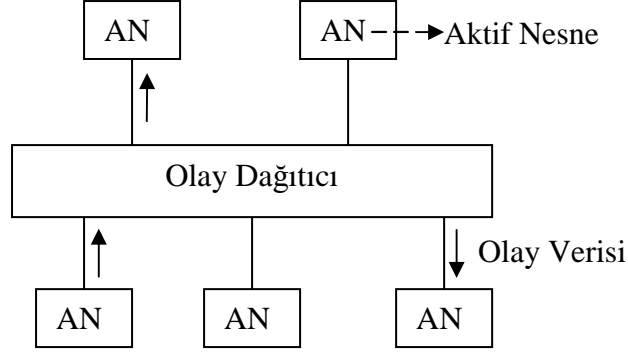 AN
AN
Aktif Nesne
Olay Dağıtıcı
Olay Verisi
AN
AN
AN